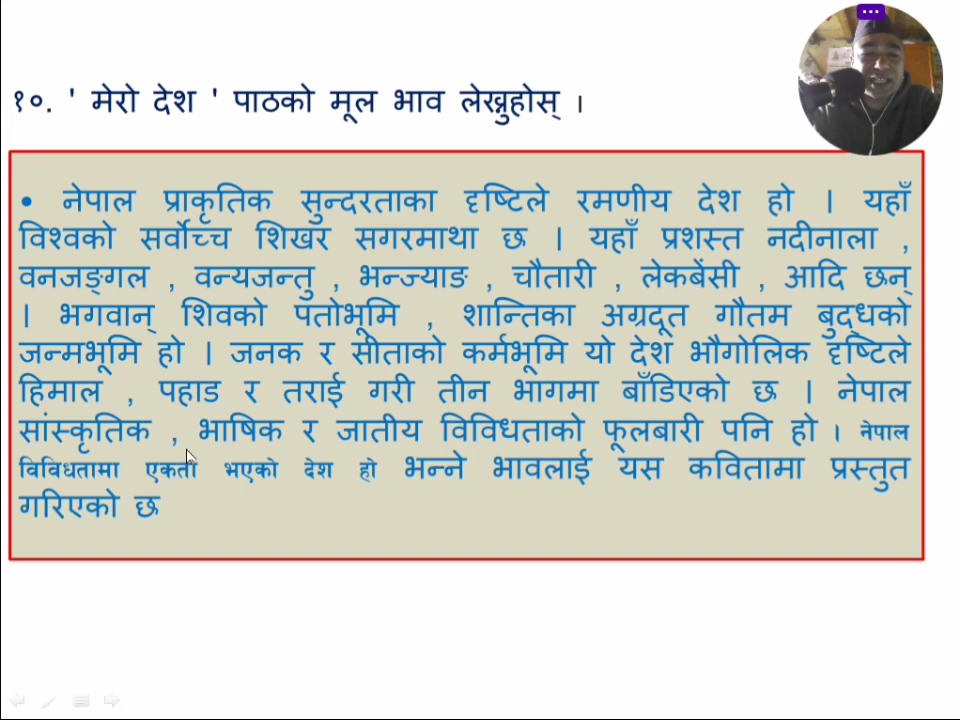 १०. ' मेरो देश ' पाठको मूल भाव लेख्नुहोस् ।
• नेपाल प्राकृतिक सुन्दरताका दृष्टिले रमणीय देश हो । यहाँ
विश्वको सर्वोच्च शिखर सगरमाथा छ । यहाँ प्रशस्त नदीनाला ,
वनजङ्गल , वन्यजन्तु , भन्ज्याङ , चौतारी , लेकबेंसी , आदि छन्
। भगवान् शिवको पतोभूमि , शान्तिका अग्रदूत गौतम बुद्धको
जन्मभूमि हो । जनक र सीताको कर्मभूमि यो देश भौगोलिक दृष्टिले
हिमाल , पहाड र तराई गरी तीन भागमा बाँडिएको छ । नेपाल
सांस्कृतिक , भाषिक र जातीय विविधताको फूलबारी पनि हो । नेपाल
बिबिधतामा एकता भएको देश हो भन्ने भावलाई यस कवितामा प्रस्तुत
गरिएको छ